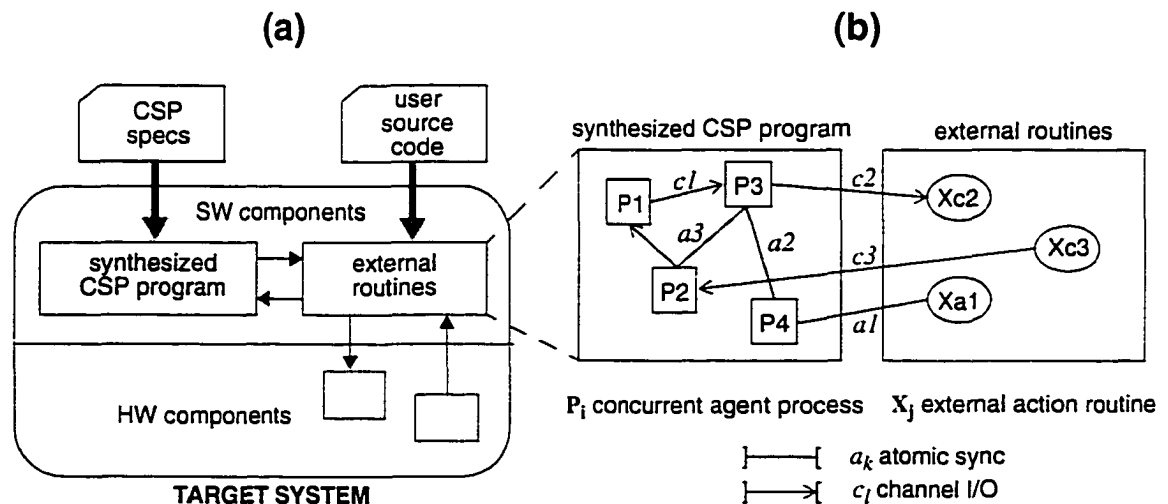 (a)
(b)
CSP
specs
user
source
code
SW components
synthesized
CSP program
external
routines
HW components
TARGET SYSTEM
synthesized CSP program
external routines
P1
c1
P3
c2
Xc2
a3
a2
c3
Xc3
P2
P4
a1
Xa1
Pi concurrent agent process
Xj external action routine
ak atomic sync
cl channel I/O